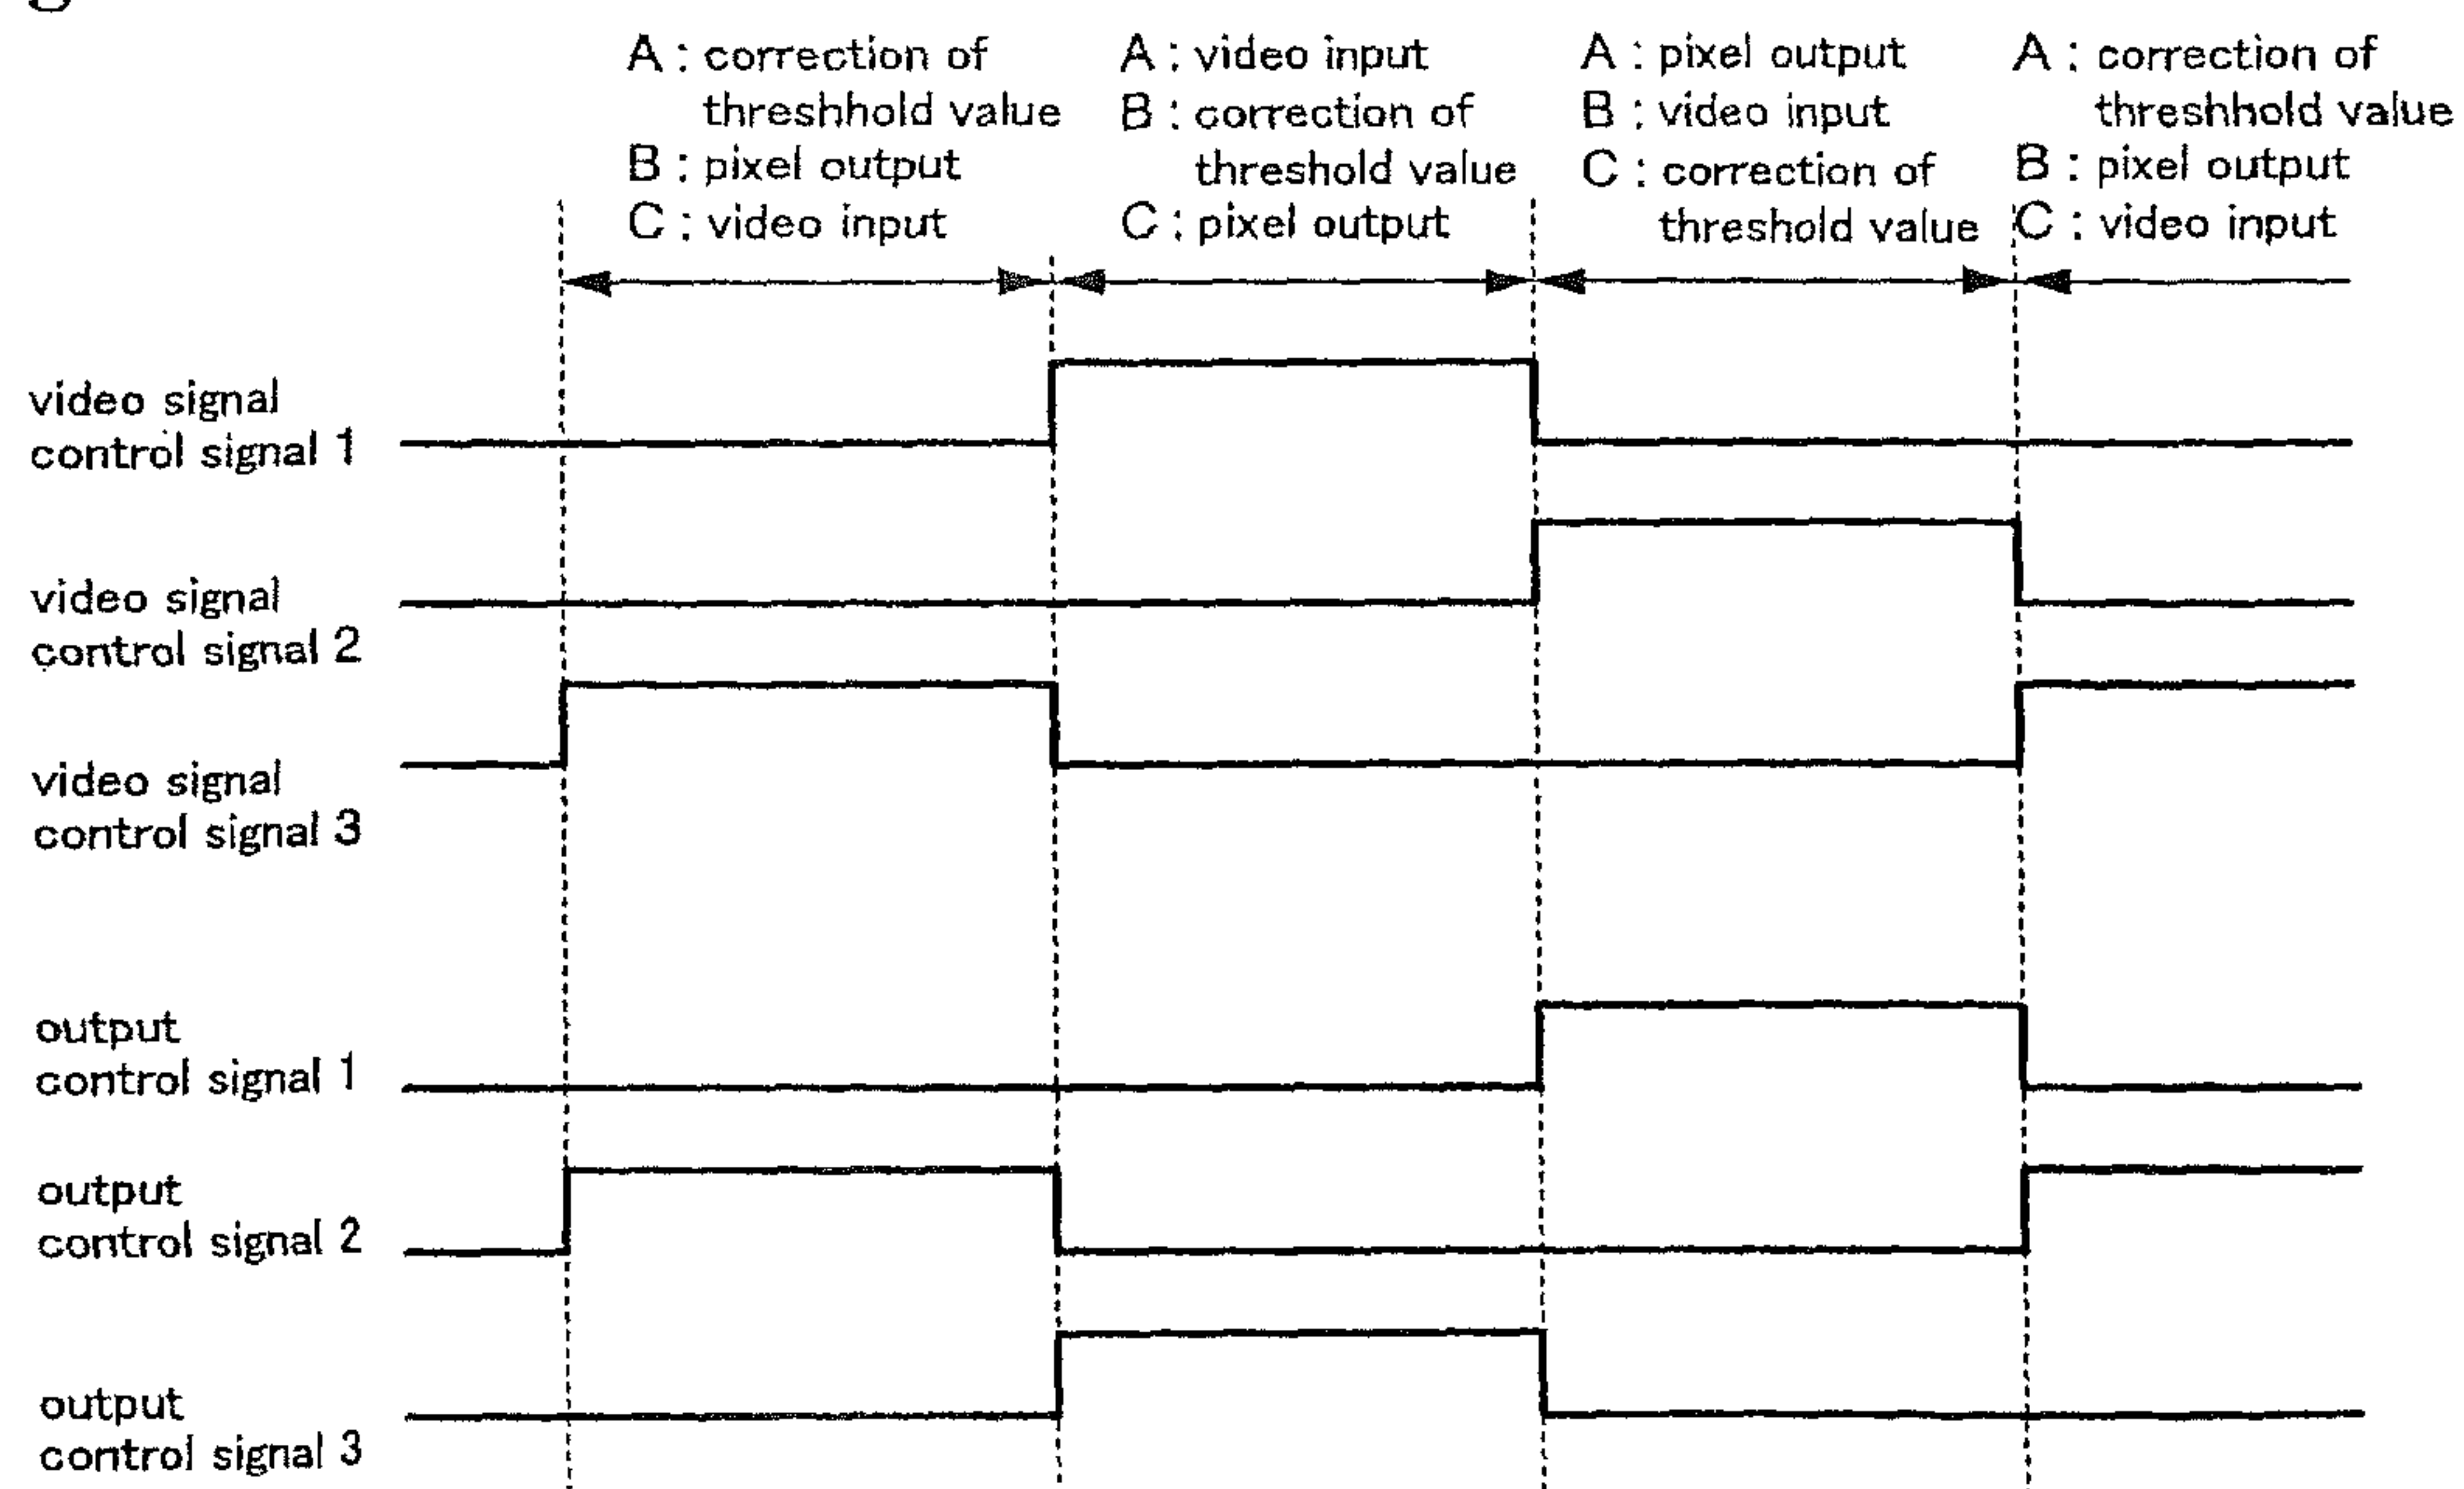 A : correction of
threshhold value
B : pixel output
C : video input
A : video input
B : correction of
threshold value
C : pixel output
A : pixel output
B : video input
C : correction of
threshold value
A : correction of
threshhold value
B : pixel output
C : video input
video signal
control signal 1
video signal
control signal 2
video signal
control signal 3
output
control signal 1
output
control signal 2
output
control signal 3